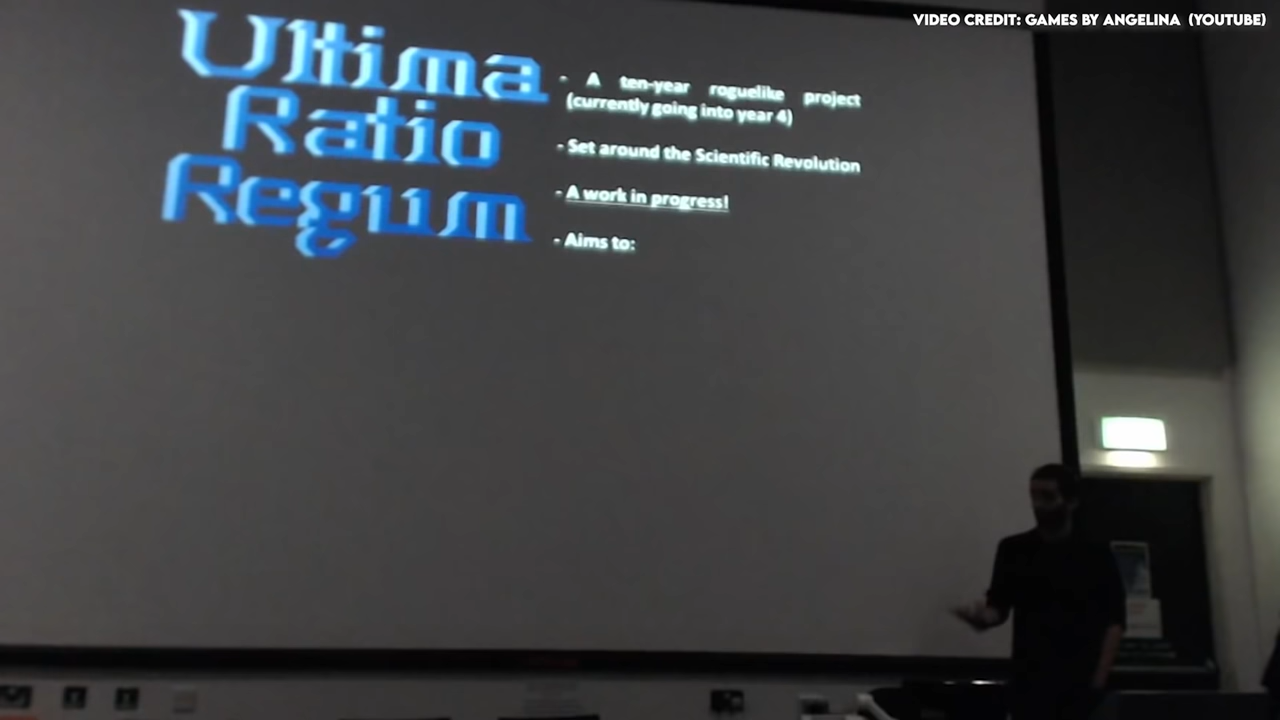 VIDEO CREDIT: GAMES BY ANGELINA (YOUTUBE)
Ultima
Ratio
Regum
- A ten-year roguelike project
(currently going into year 4)
- Set around the Scientific Revolution
- A work in progress!
- Aims to: